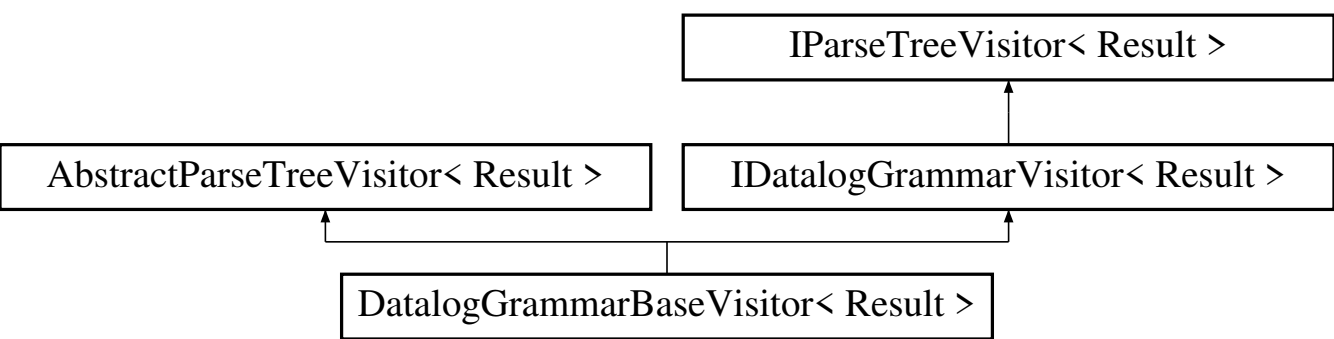 IParseTreeVisitor< Result >
AbstractParseTreeVisitor< Result >
IDatalogGrammarVisitor< Result >
DatalogGrammarBaseVisitor< Result >